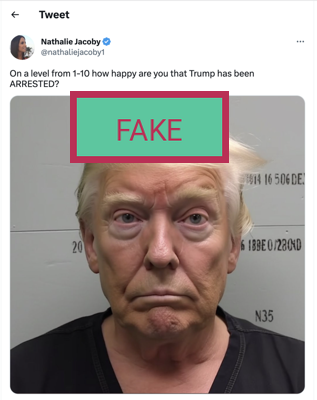 Tweet
Nathalie Jacoby
@nathaliejacoby1
On a level from 1-10 how happy are you that Trump has been
ARRESTED?
FAKE
N35